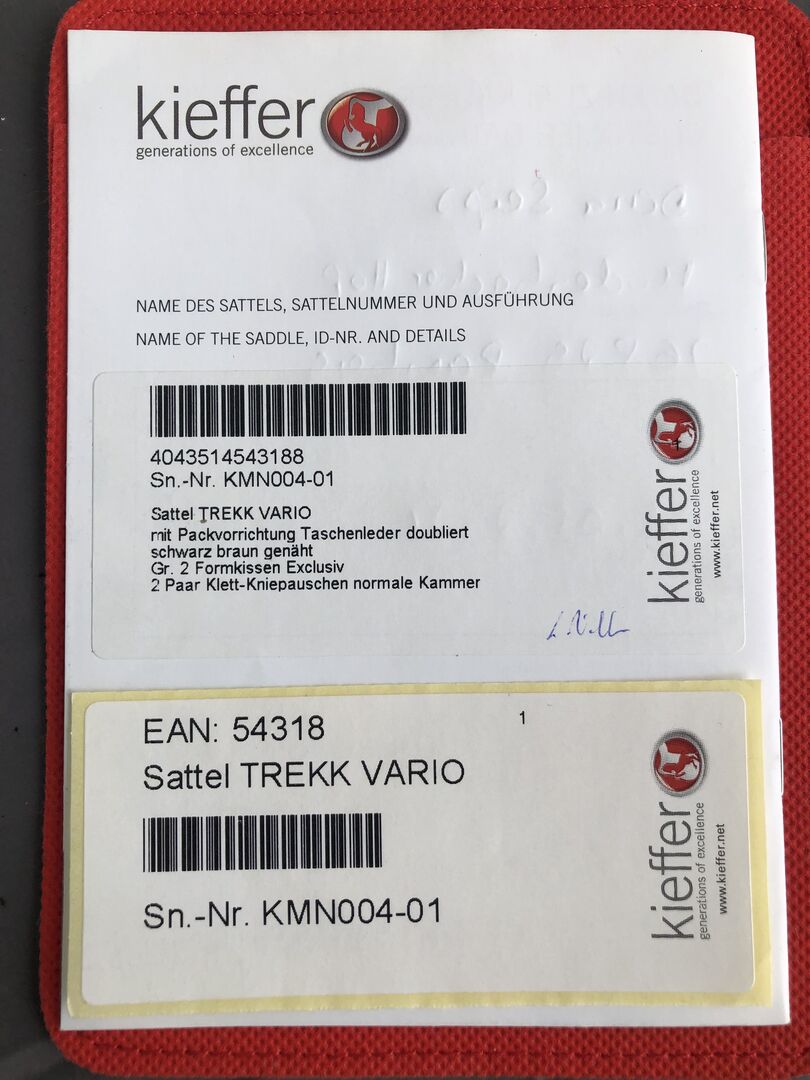 kieffer
generations of excellence
NAME DES SATTELS, SATTELNUMMER UND AUSFÜHRUNG
NAME OF THE SADDLE, ID-NR. AND DETAILS
4043514543188
Sn.-Nr. KMN004-01
Sattel TREKK VARIO
mit Packvorrichtung Taschenleder doubliert
schwarz braun genäht
Gr. 2 Formkissen Exclusiv
2 Paar Klett-Kniepauschen normale Kammer
kieffer
generations of excellence
www.kieffer.net
EAN: 54318
1
Sattel TREKK VARIO
Sn.-Nr. KMN004-01
kieffer
generations of excellence
www.kieffer.net